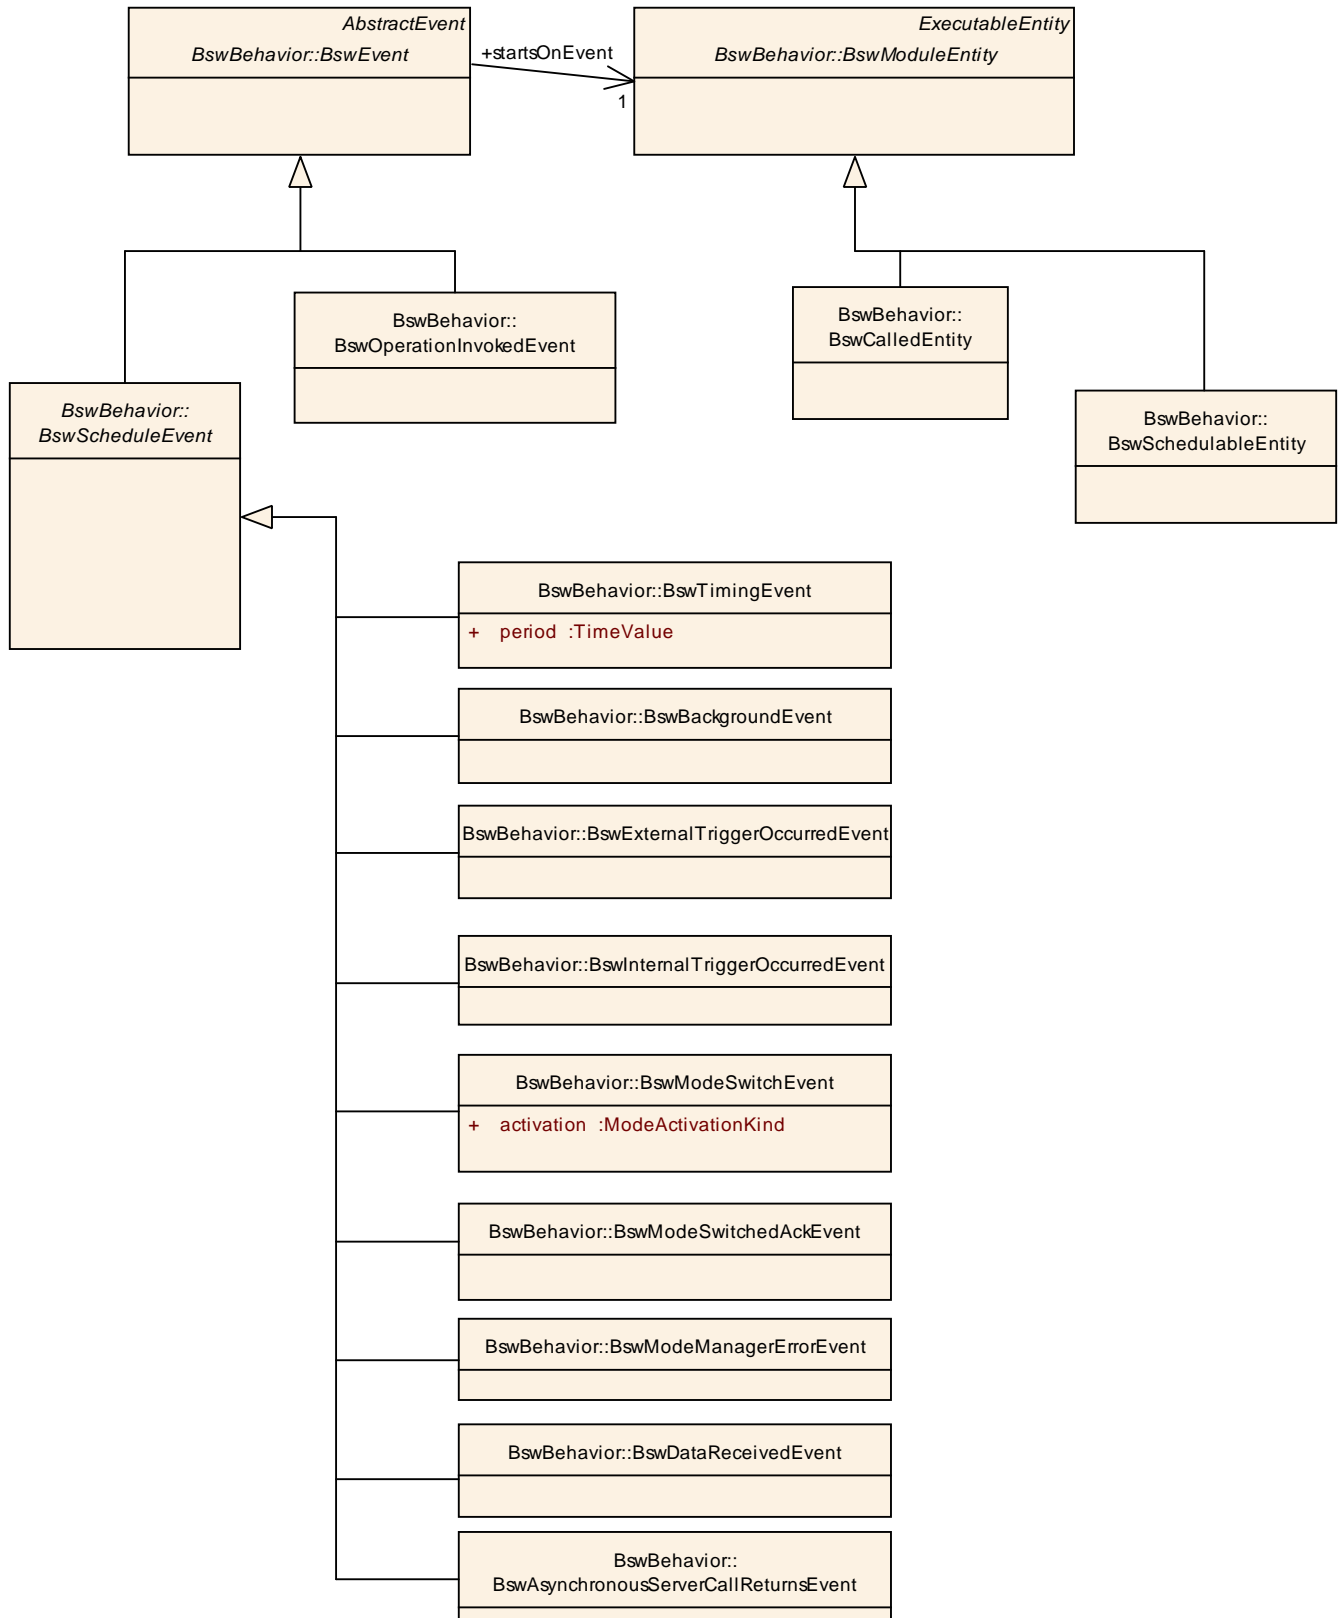 AbstractEvent
BswBehavior::BswEvent
+startsOnEvent
1
ExecutableEntity
BswBehavior::BswModuleEntity
BswBehavior::
BswOperationInvokedEvent
BswBehavior::
BswCalledEntity
BswBehavior::
BswScheduleEvent
BswBehavior::
BswSchedulableEntity
BswBehavior::BswTimingEvent
+ period :TimeValue
BswBehavior::BswBackgroundEvent
BswBehavior::BswExternalTriggerOccurredEvent
BswBehavior::BswInternalTriggerOccurredEvent
BswBehavior::BswModeSwitchEvent
+ activation :ModeActivationKind
BswBehavior::BswModeSwitchedAckEvent
BswBehavior::BswModeManagerErrorEvent
BswBehavior::BswDataReceivedEvent
BswBehavior::
BswAsynchronousServerCallReturnsEvent